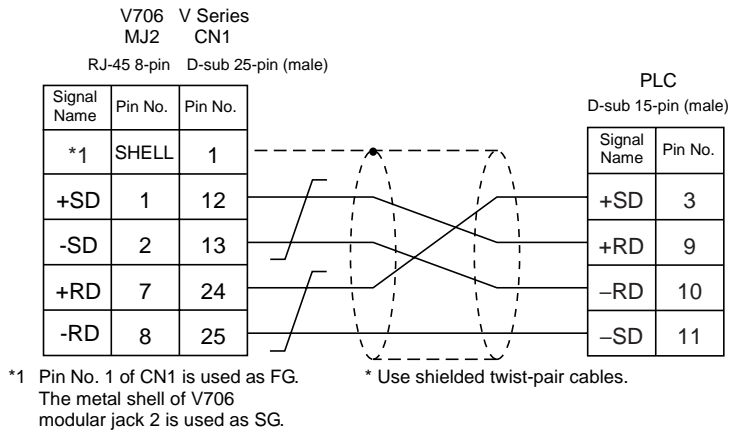 V706 V Series
MJ2 CN1
RJ-45 8-pin D-sub 25-pin (male)
PLC
D-sub 15-pin (male)
Signal Name Pin No. Pin No.
*1 SHELL 1
+SD 1 12
-SD 2 13
+RD 7 24
-RD 8 25
Signal Name Pin No.
+SD 3
+RD 9
−RD 10
−SD 11
*1 Pin No. 1 of CN1 is used as FG.
The metal shell of V706
modular jack 2 is used as SG.
* Use shielded twist-pair cables.